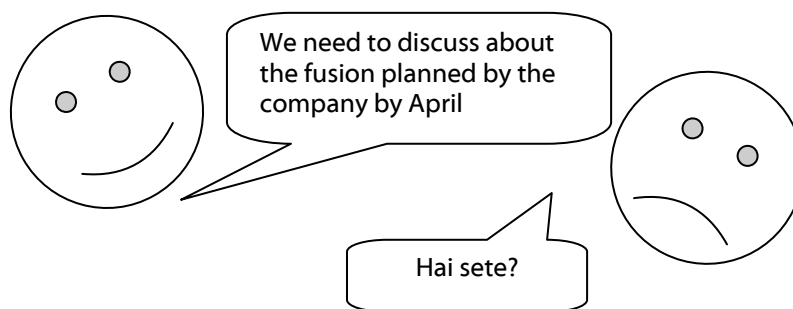 We need to discuss about
the fusion planned by the
company by April
Hai sete?